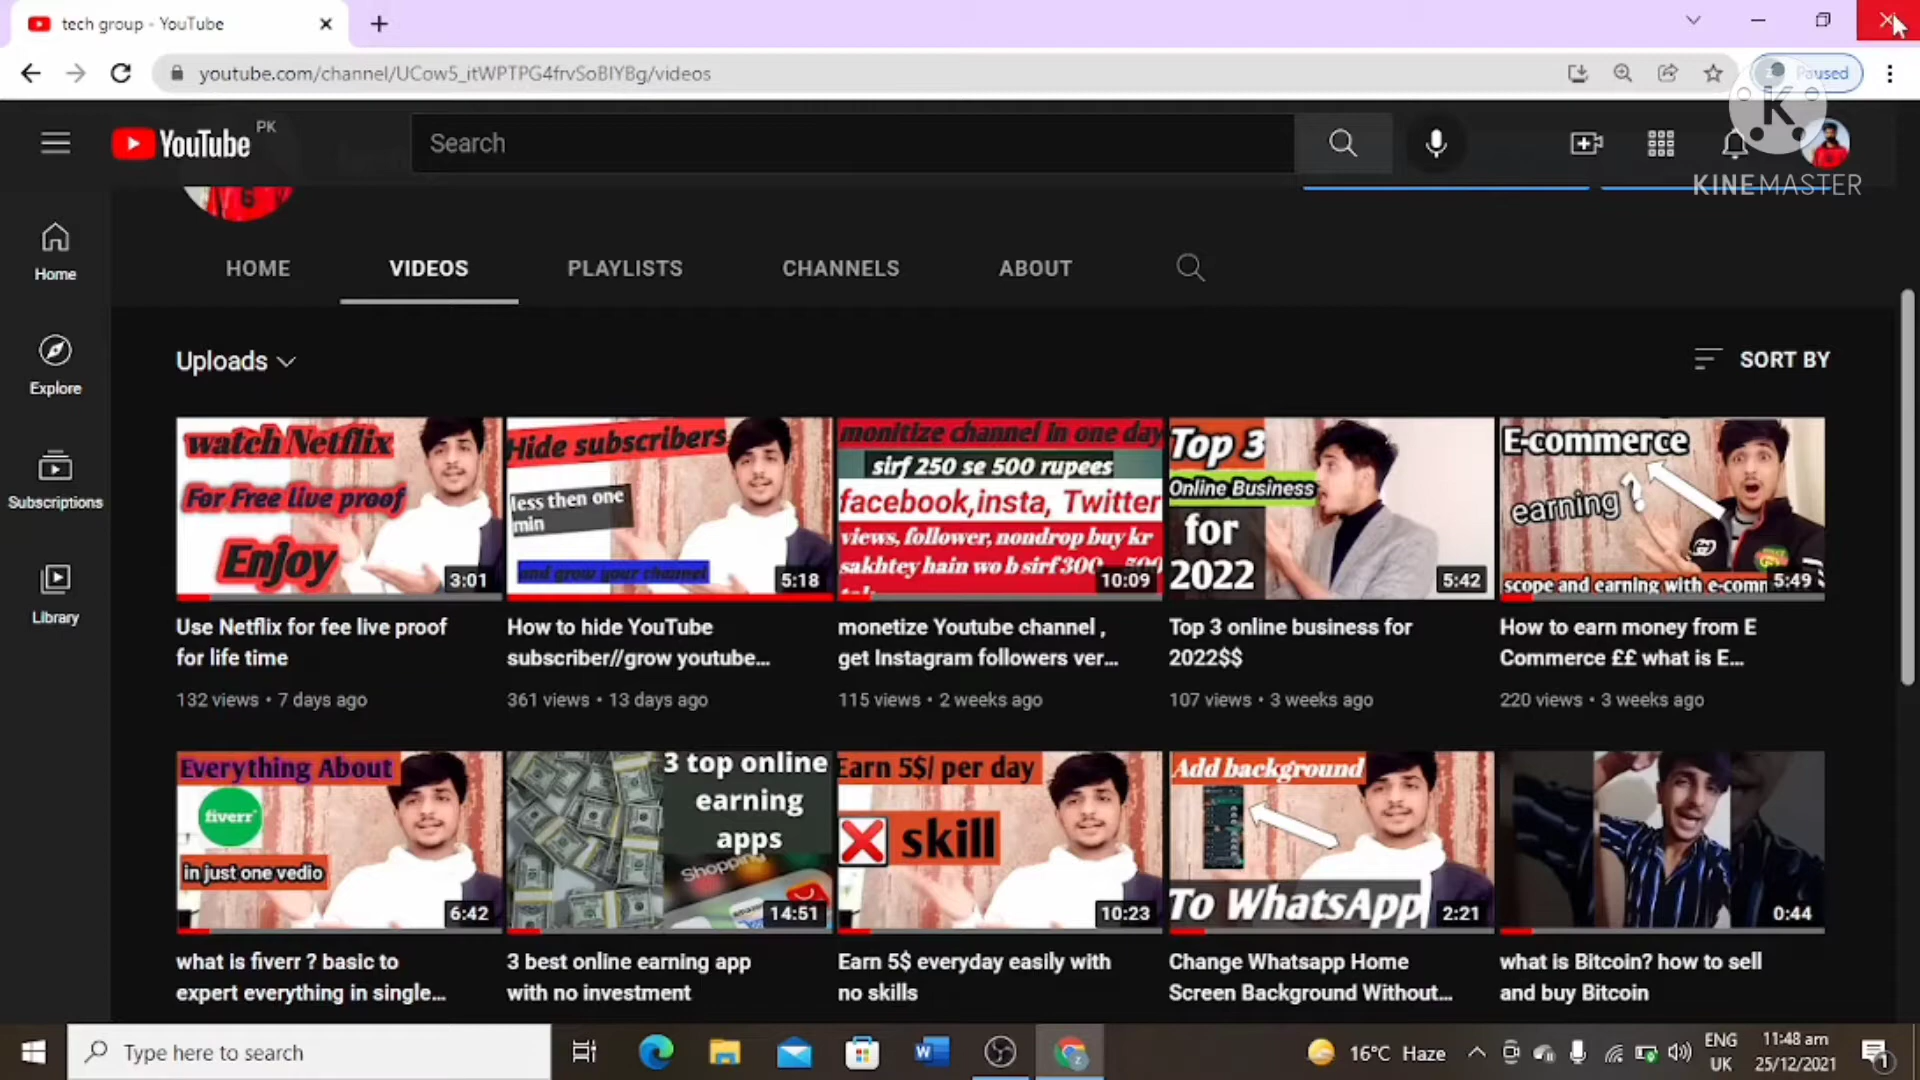 tech group - YouTube
youtube.com/channel/UCow5_itWPTPG4frvSoBIYBg/videos
Paused
YouTube PK
Search
KINEMASTER
HOME VIDEOS PLAYLISTS CHANNELS ABOUT
Home
Explore
Subscriptions
Library
Uploads
SORT BY
watch Netflix
For Free live proof
Enjoy
3:01
Hide subscribers
less then one
min
and grow your channel
5:18
monitize channel in one day
sirf 250 se 500 rupees
facebook,insta, Twitter
views, follower, nondrop buy kr
sakhtey hain wo b sirf 300
10:09
Top 3
Online Business
for
2022
5:42
E-commerce
earning ?
scope and earning with e-comm
5:49
Use Netflix for fee live proof
for life time
132 views • 7 days ago
How to hide YouTube
subscriber//grow youtube...
361 views • 13 days ago
monetize Youtube channel ,
get Instagram followers ver...
115 views • 2 weeks ago
Top 3 online business for
2022$$
107 views • 3 weeks ago
How to earn money from E
Commerce ££ what is E...
220 views • 3 weeks ago
Everything About
fiverr
in just one vedio
6:42
3 top online
earning
apps
Shopping
14:51
Earn 5$/ per day
skill
10:23
Add background
To WhatsApp
2:21
0:44
what is fiverr ? basic to
expert everything in single...
3 best online earning app
with no investment
Earn 5$ everyday easily with
no skills
Change Whatsapp Home
Screen Background Without...
what is Bitcoin? how to sell
and buy Bitcoin
Type here to search
16°C Haze
ENG
UK
11:48 am
25/12/2021
1